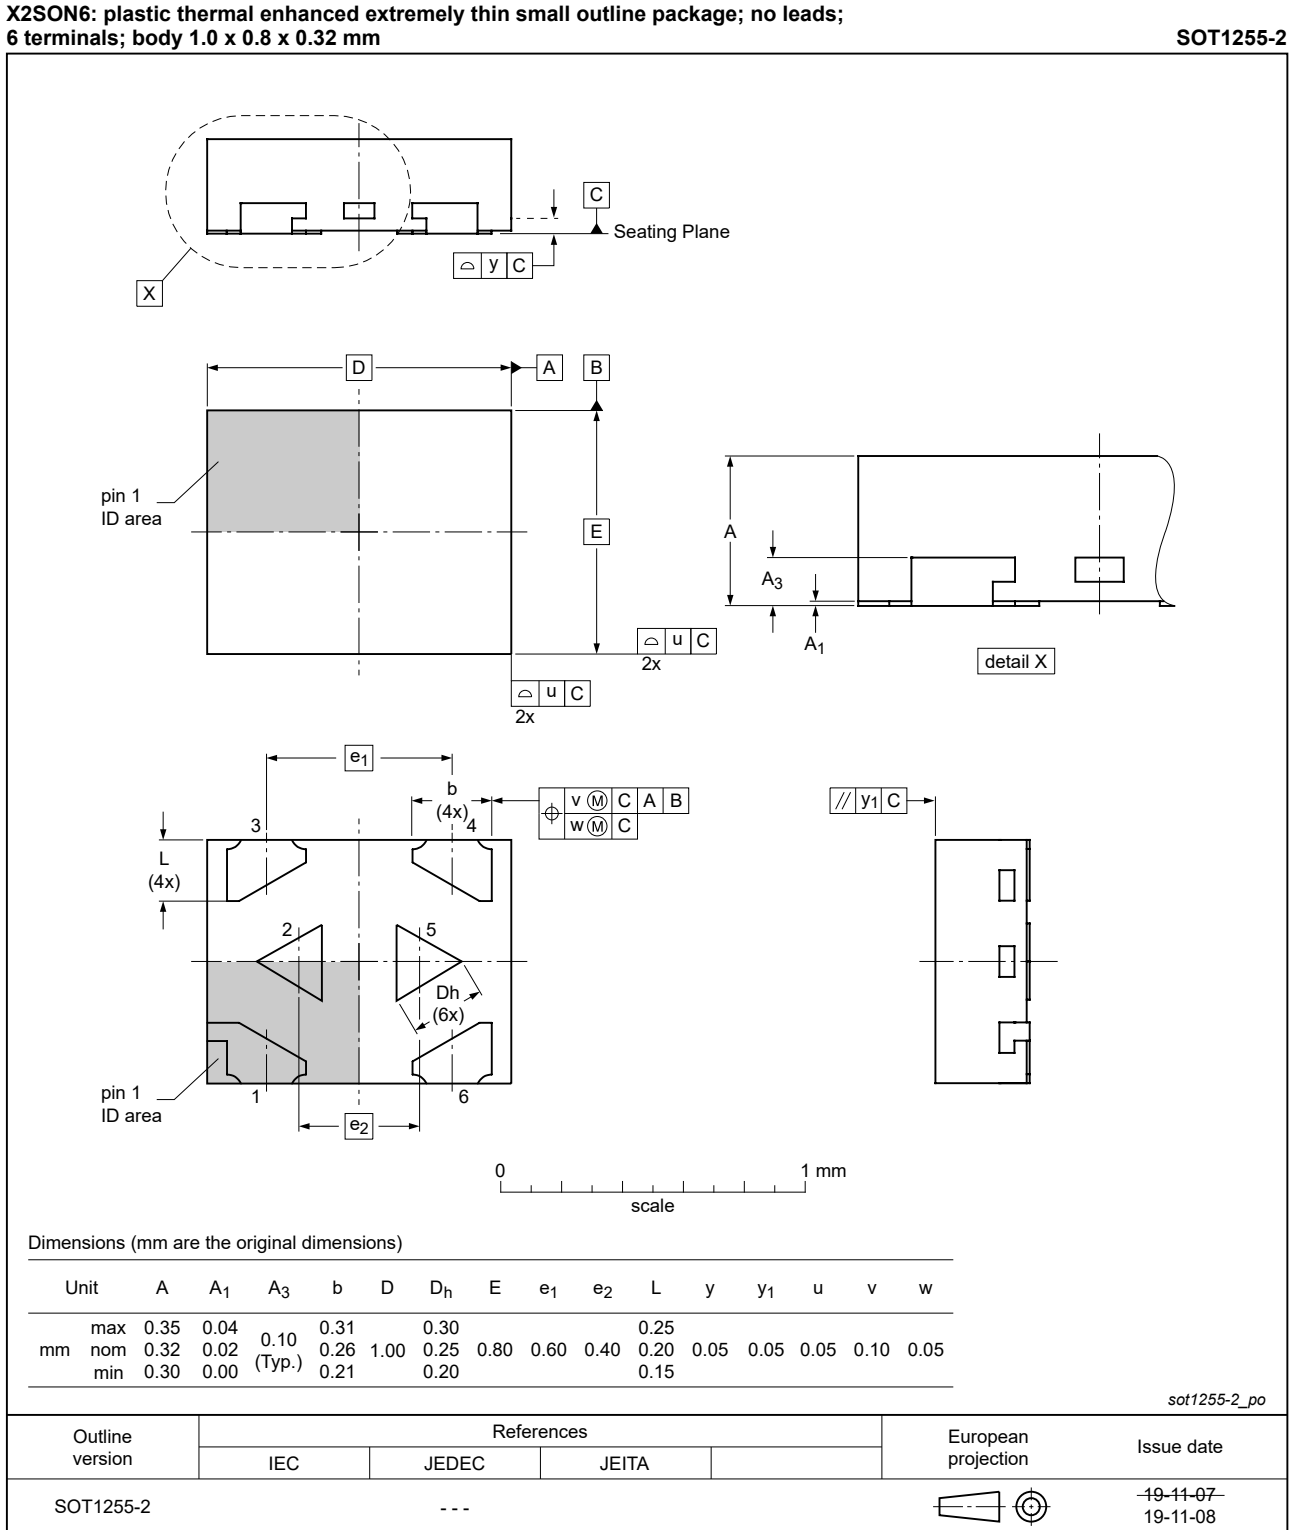 X2SON6: plastic thermal enhanced extremely thin small outline package; no leads;
6 terminals; body 1.0 x 0.8 x 0.32 mm
SOT1255-2
C
Seating Plane
⌓ y C
X
D
A
B
pin 1
ID area
E
⌓ u C
2x
⌓ u C
2x
A
A3
A1
detail X
e1
b
(4x)
3
4
⌖ v Ⓜ C A B
w Ⓜ C
// y1 C
L
(4x)
2
5
Dh
(6x)
pin 1
ID area
1
6
e2
0 1 mm
scale
Dimensions (mm are the original dimensions)
Unit A A1 A3 b D Dh E e1 e2 L y y1 u v w
max 0.35 0.04 0.31 0.30 0.25
mm nom 0.32 0.02 0.10 (Typ.) 0.26 1.00 0.25 0.80 0.60 0.40 0.20 0.05 0.05 0.05 0.10 0.05
min 0.30 0.00 0.21 0.20 0.15
sot1255-2_po
Outline version
References
European projection
Issue date
IEC JEDEC JEITA
SOT1255-2
- - -
19-11-07
19-11-08